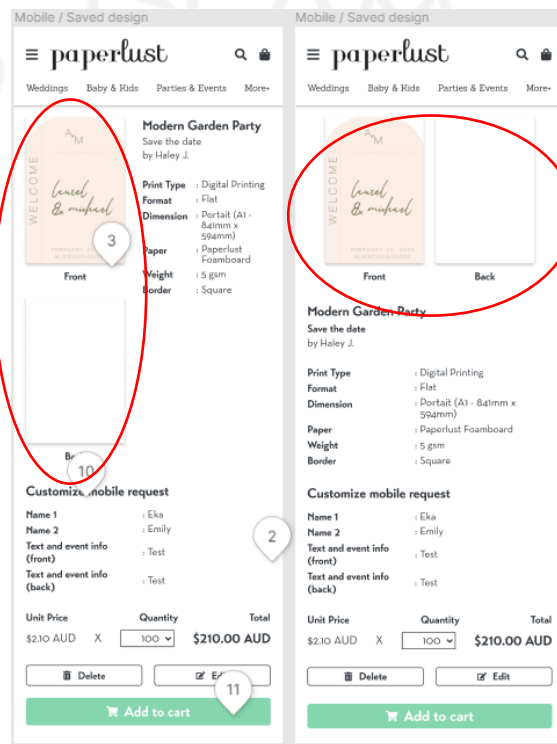 Mobile / Saved design
paperlust
Weddings Baby & Kids Parties & Events More+
A W M
WELCOME
laurel
& michael
FEBRUARY 22, 2022
Front
Modern Garden Party
Save the date
by Haley J.
Print Type : Digital Printing
Format : Flat
Dimension : Portait (A1 -
841mm x
594mm)
Paper : Paperlust
Foamboard
Weight : 5 gsm
Border : Square
3
10
Customize mobile request
Name 1 : Eka
Name 2 : Emily
Text and event info
(front) : Test
Text and event info
(back) : Test
Unit Price Quantity Total
$2.10 AUD X 100 $210.00 AUD
Delete
11
Add to cart
2
Mobile / Saved design
paperlust
Weddings Baby & Kids Parties & Events More+
A W M
WELCOME
laurel
& michael
FEBRUARY 22, 2022
Front Back
Modern Garden Party
Save the date
by Haley J.
Print Type : Digital Printing
Format : Flat
Dimension : Portait (A1 - 841mm x
594mm)
Paper : Paperlust Foamboard
Weight : 5 gsm
Border : Square
Customize mobile request
Name 1 : Eka
Name 2 : Emily
Text and event info
(front) : Test
Text and event info
(back) : Test
Unit Price Quantity Total
$2.10 AUD X 100 $210.00 AUD
Delete Edit
Add to cart